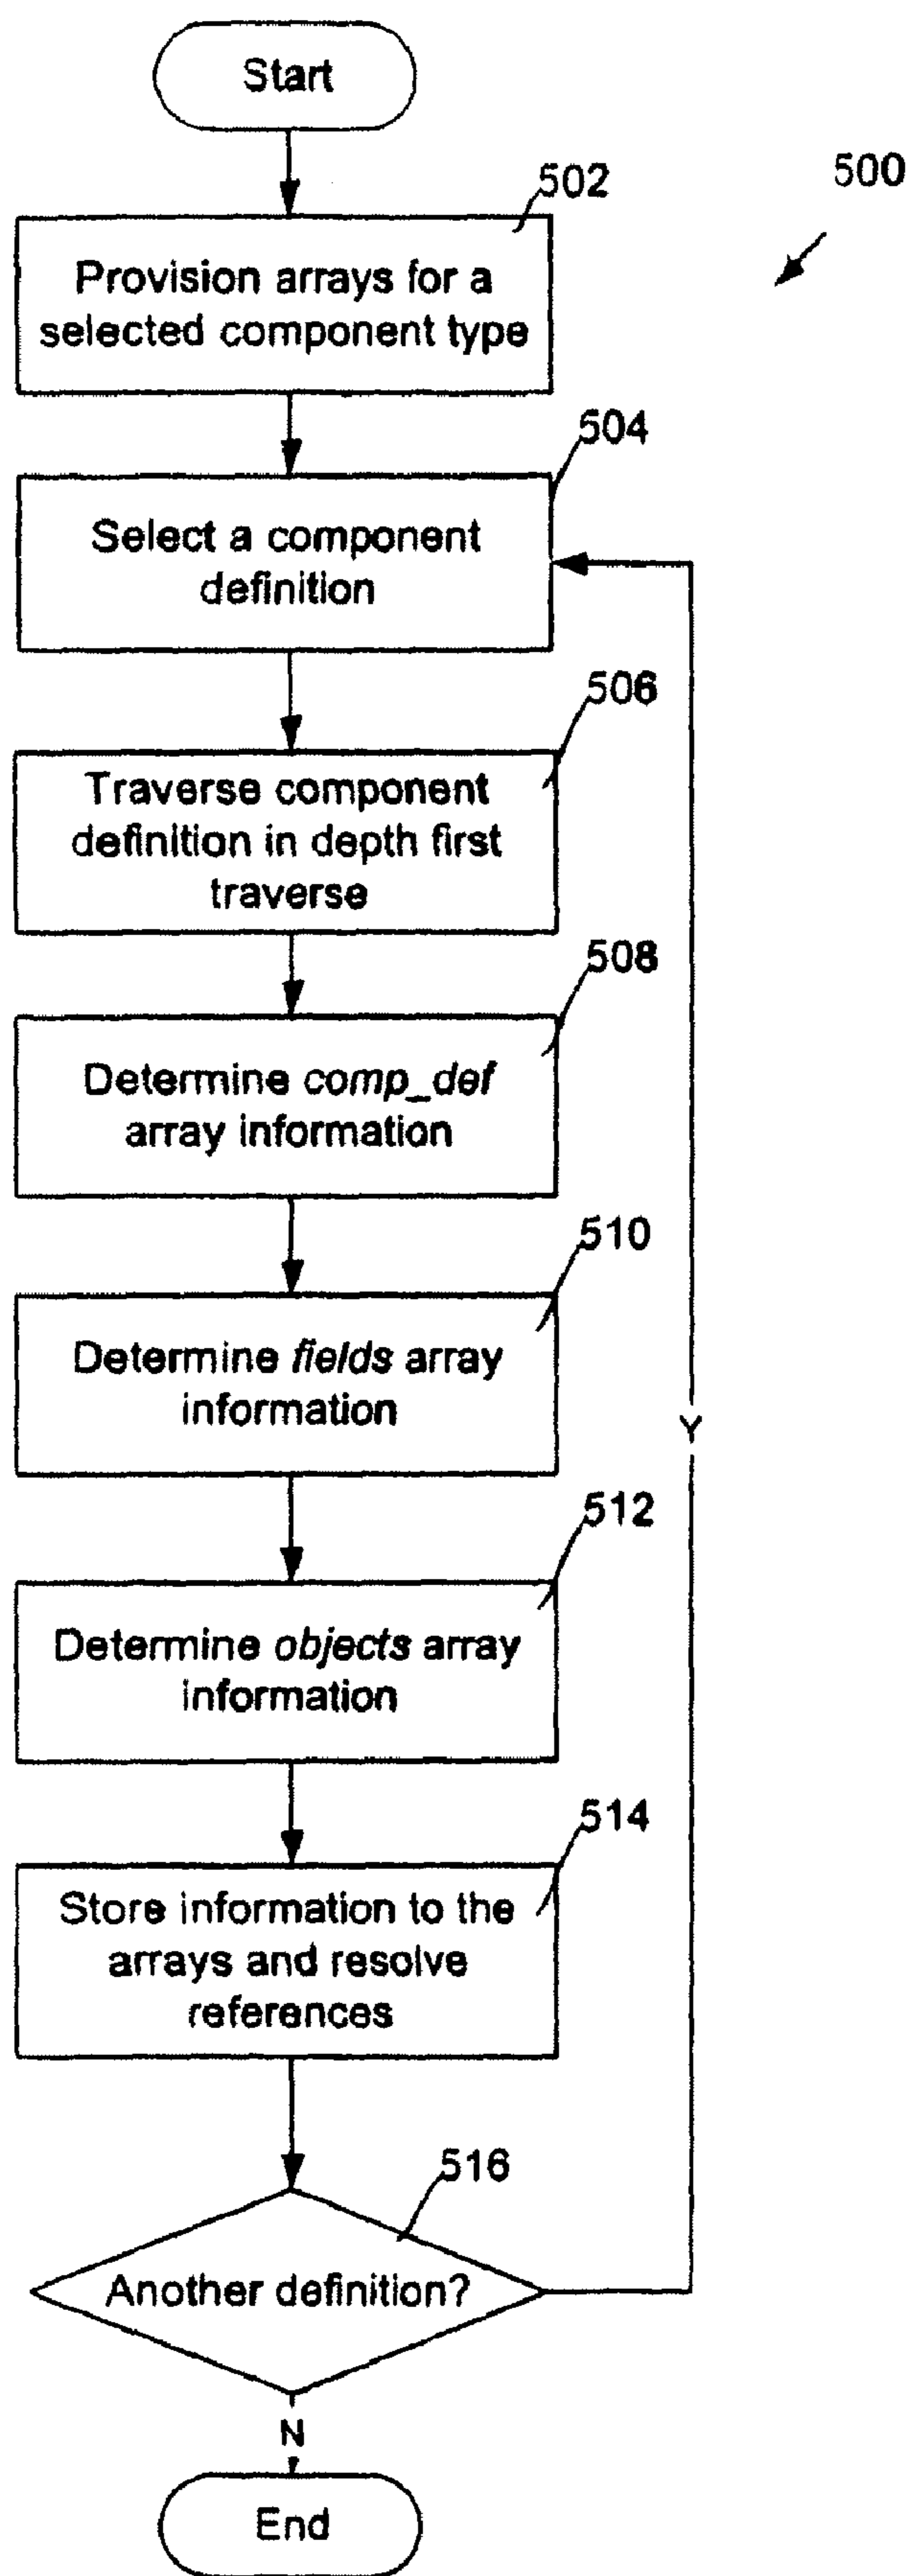 Start
500
502
Provision arrays for a
selected component type
504
Select a component
definition
506
Traverse component
definition in depth first
traverse
508
Determine comp_def
array information
510
Determine fields array
information
Y
512
Determine objects array
information
514
Store information to the
arrays and resolve
references
516
Another definition?
N
End